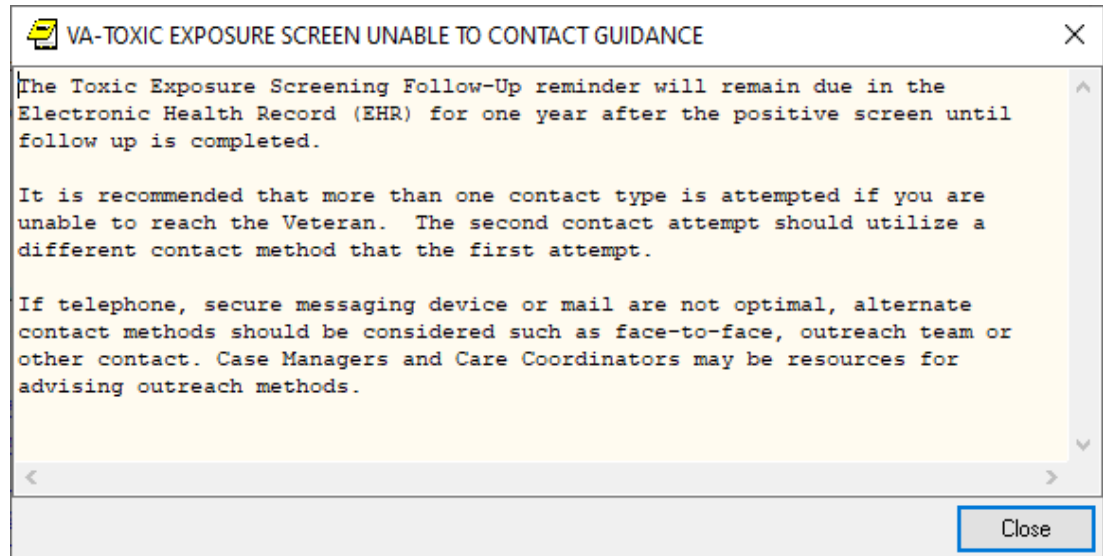 VA-TOXIC EXPOSURE SCREEN UNABLE TO CONTACT GUIDANCE
The Toxic Exposure Screening Follow-Up reminder will remain due in the
Electronic Health Record (EHR) for one year after the positive screen until
follow up is completed.
It is recommended that more than one contact type is attempted if you are
unable to reach the Veteran.  The second contact attempt should utilize a
different contact method that the first attempt.
If telephone, secure messaging device or mail are not optimal, alternate
contact methods should be considered such as face-to-face, outreach team or
other contact. Case Managers and Care Coordinators may be resources for
advising outreach methods.
Close